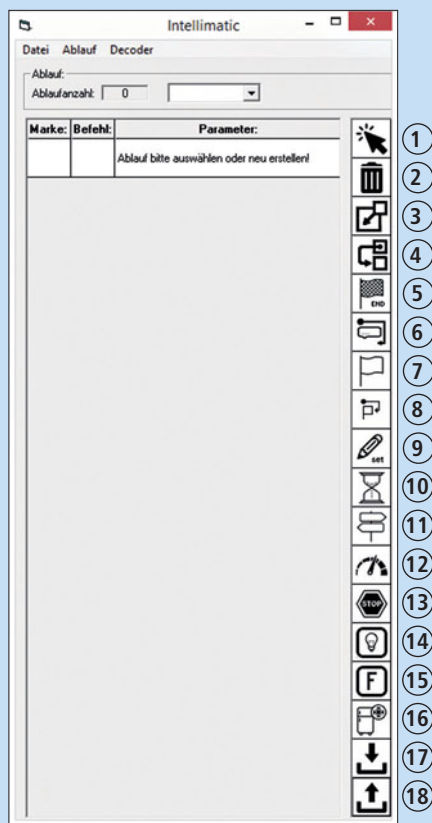 Intellimatic
Datei Ablauf Decoder
Ablauf:
Ablaufanzahl: 0
Marke: Befehl: Parameter:
Ablauf bitte auswählen oder neu erstellen!
1
2
3
4
END
5
6
7
8
set
9
10
11
12
STOP
13
14
F
15
16
17
18